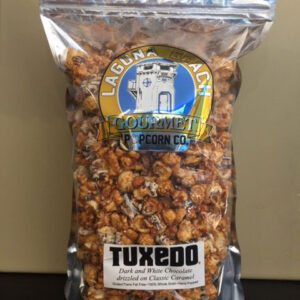 LAGUNA BEACH
GOURMET
POPCORN CO.
TUXEDO
Dark and White Chocolate
drizzled on Classic Caramel